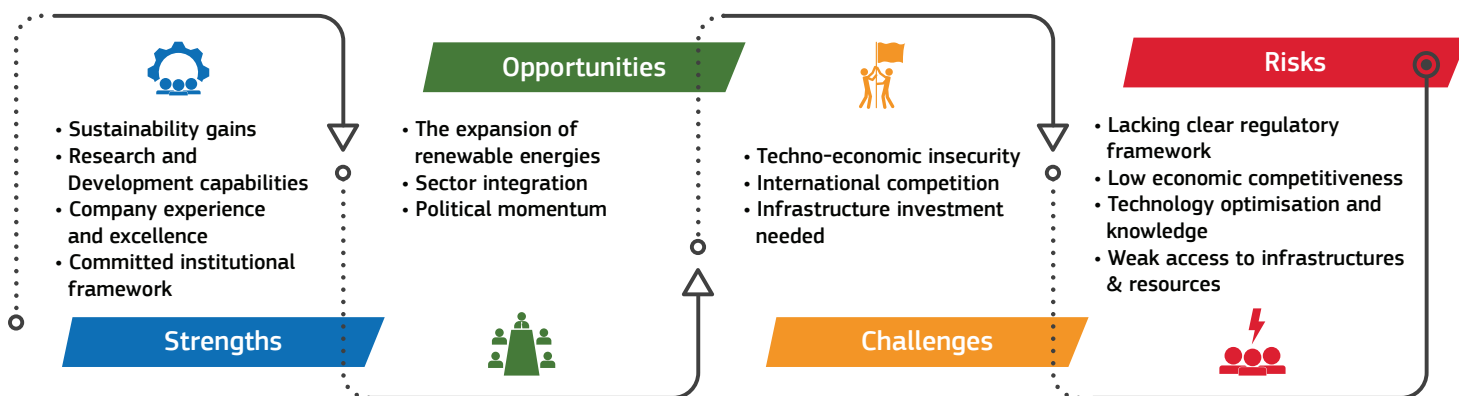 • Sustainability gains
• Research and
Development capabilities
• Company experience
and excellence
• Committed institutional
framework
Strengths
Opportunities
• The expansion of
renewable energies
• Sector integration
• Political momentum
• Techno-economic insecurity
• International competition
• Infrastructure investment
needed
Challenges
Risks
• Lacking clear regulatory
framework
• Low economic competitiveness
• Technology optimisation and
knowledge
• Weak access to infrastructures
& resources